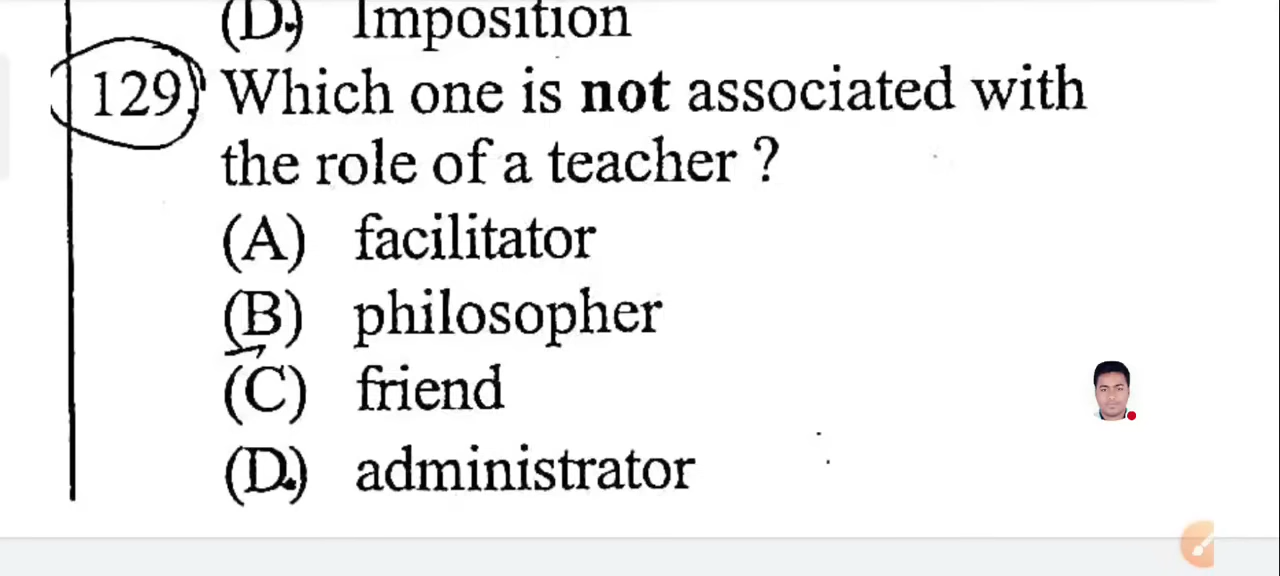 (D.) Imposition
129. Which one is not associated with
the role of a teacher ?
(A) facilitator
(B) philosopher
(C) friend
(D.) administrator